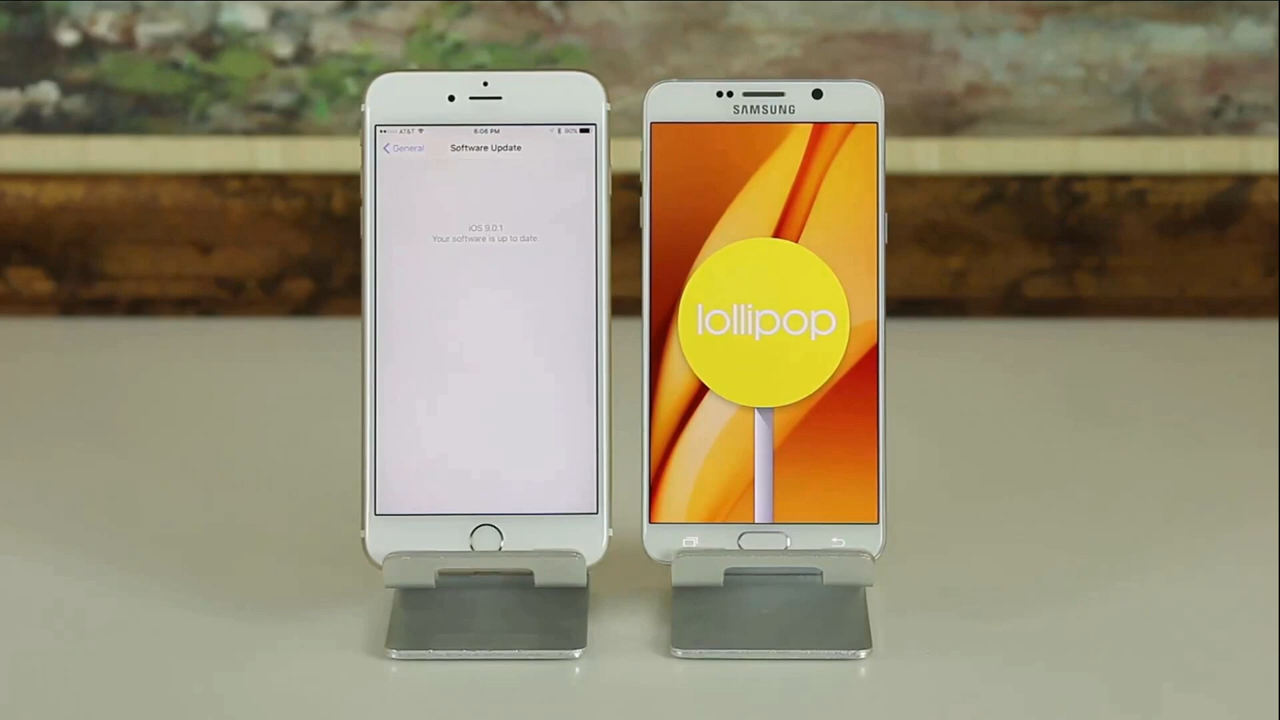 AT&T
6:06 PM
90%
General
Software Update
iOS 9.0.1
Your software is up to date.
SAMSUNG
lollipop